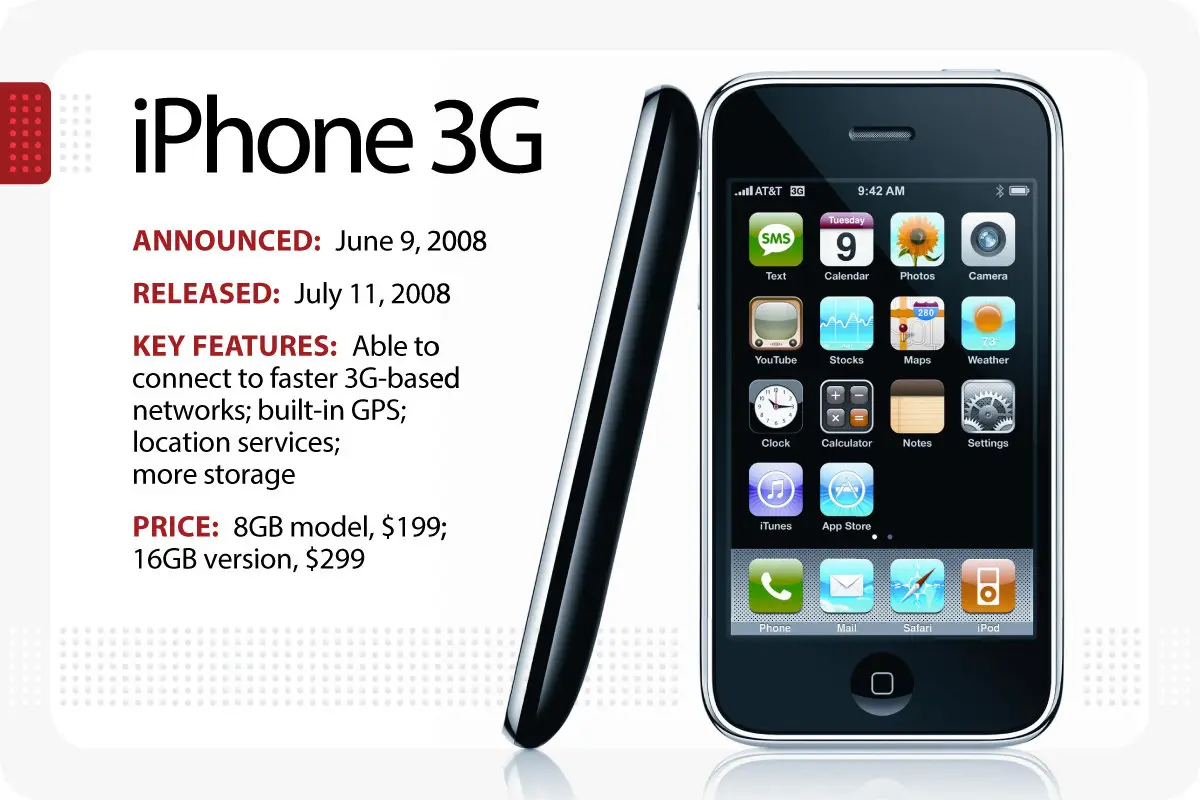 iPhone 3G
ANNOUNCED: June 9, 2008
RELEASED: July 11, 2008
KEY FEATURES: Able to
connect to faster 3G-based
networks; built-in GPS;
location services;
more storage
PRICE: 8GB model, $199;
16GB version, $299
AT&T 3G 9:42 AM
SMS Tuesday 9
Text Calendar Photos Camera
280 73°
YouTube Stocks Maps Weather
Clock Calculator Notes Settings
iTunes App Store
Phone Mail Safari iPod